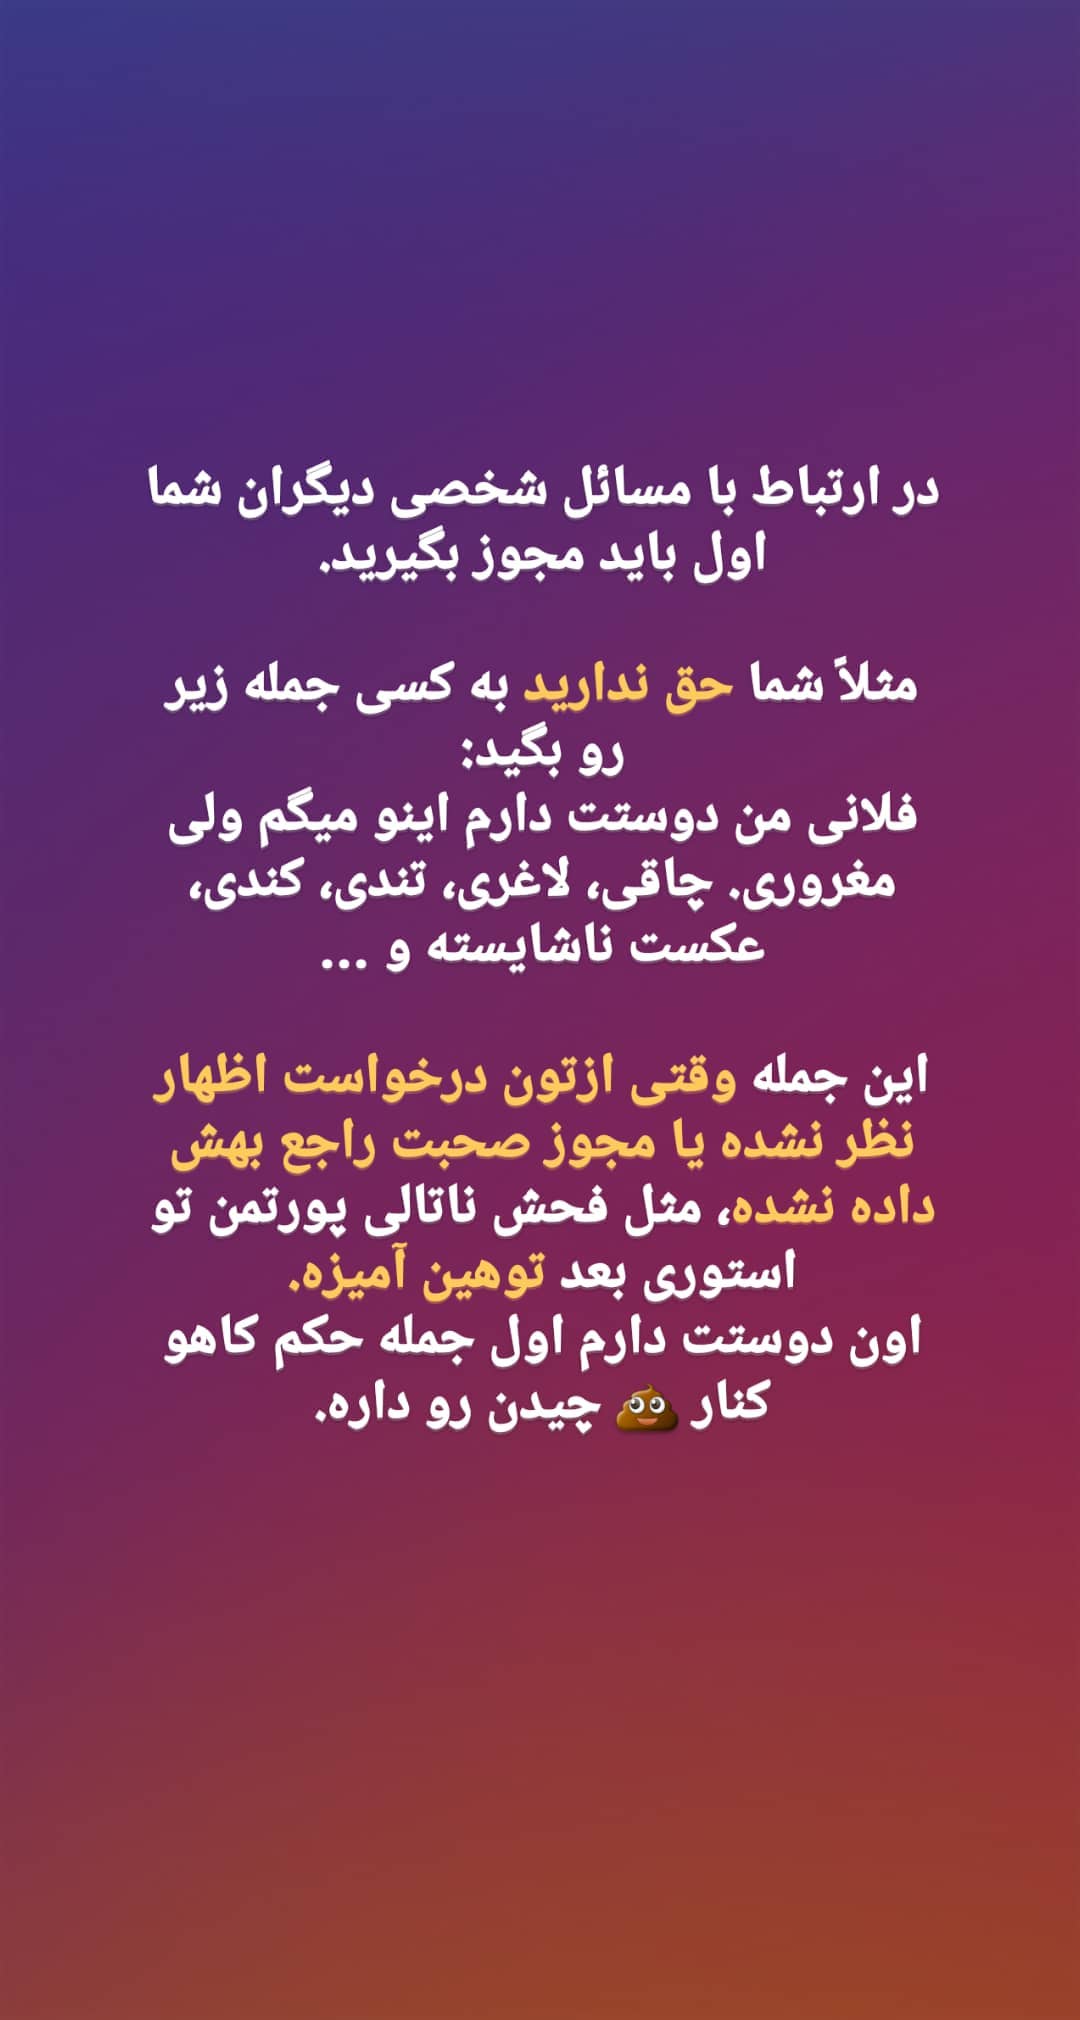 در ارتباط با مسائل شخصی دیگران شما
اول باید مجوز بگیرید.
مثلاً شما حق ندارید به کسی جمله زیر
رو بگید:
فلانی من دوستت دارم اینو میگم ولی
مغروری. چاقی، لاغری، تندی، کندی،
عکست ناشایسته و ...
این جمله وقتی ازتون درخواست اظهار
نظر نشده یا مجوز صحبت راجع بهش
داده نشده، مثل فحش ناتالی پورتمن تو
استوری بعد توهین آمیزه.
اون دوستت دارم اول جمله حکم کاهو
کنار 💩 چیدن رو داره.